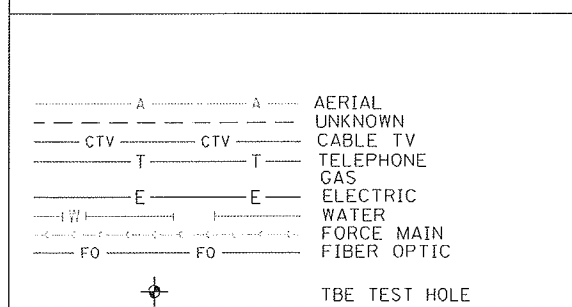 A A AERIAL
UNKNOWN
CTV CTV CABLE TV
T T TELEPHONE
GAS
E E ELECTRIC
W WATER
FORCE MAIN
FO FO FIBER OPTIC
TBE TEST HOLE